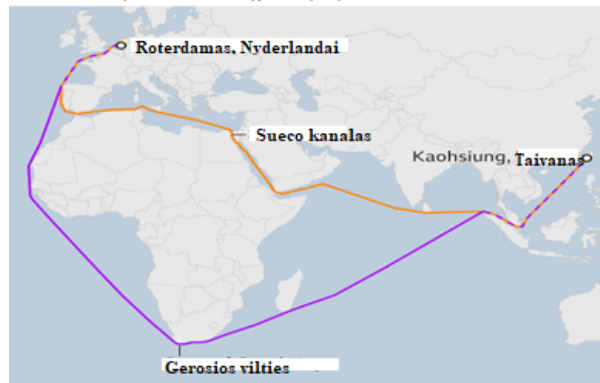 Roterdamas, Nyderlandai
Sueco kanalas
Kaohsiung, Taivanas
Gerosios vilties